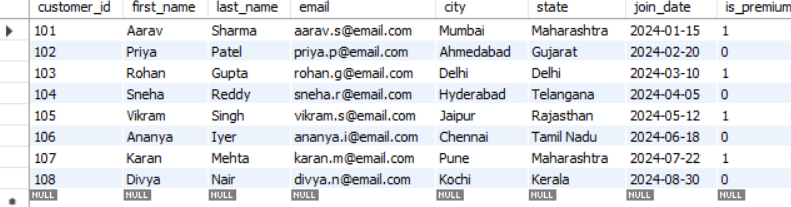 customer_id first_name last_name email city state join_date is_premium
101 Aarav Sharma aarav.s@email.com Mumbai Maharashtra 2024-01-15 1
102 Priya Patel priya.p@email.com Ahmedabad Gujarat 2024-02-20 0
103 Rohan Gupta rohan.g@email.com Delhi Delhi 2024-03-10 1
104 Sneha Reddy sneha.r@email.com Hyderabad Telangana 2024-04-05 0
105 Vikram Singh vikram.s@email.com Jaipur Rajasthan 2024-05-12 1
106 Ananya Iyer ananya.i@email.com Chennai Tamil Nadu 2024-06-18 0
107 Karan Mehta karan.m@email.com Pune Maharashtra 2024-07-22 1
108 Divya Nair divya.n@email.com Kochi Kerala 2024-08-30 0
NULL NULL NULL NULL NULL NULL NULL NULL